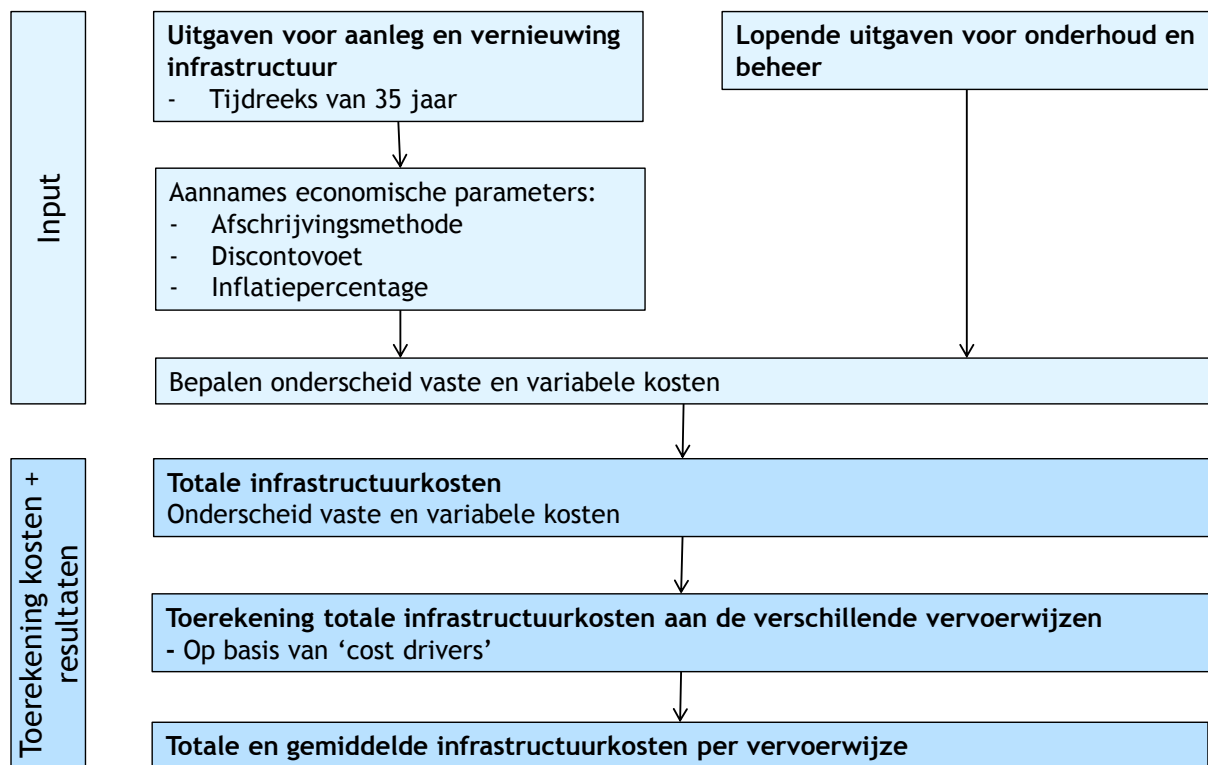 Input
Uitgaven voor aanleg en vernieuwing
infrastructuur
- Tijdreeks van 35 jaar
Lopende uitgaven voor onderhoud en
beheer
Aannames economische parameters:
- Afschrijvingsmethode
- Discontovoet
- Inflatiepercentage
Bepalen onderscheid vaste en variabele kosten
Toerekening kosten +
resultaten
Totale infrastructuurkosten
Onderscheid vaste en variabele kosten
Toerekening totale infrastructuurkosten aan de verschillende vervoerwijzen
- Op basis van ‘cost drivers’
Totale en gemiddelde infrastructuurkosten per vervoerwijze